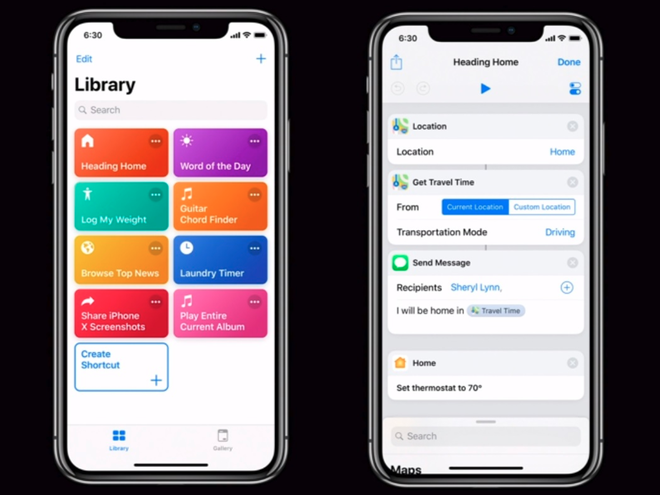 6:30
Edit
+
Library
Search
Heading Home
Word of the Day
Log My Weight
Guitar
Chord Finder
Browse Top News
Laundry Timer
Share iPhone
X Screenshots
Play Entire
Current Album
Create
Shortcut
+
Library
Gallery
6:30
Heading Home
Done
Location
Location
Home
Get Travel Time
From
Current Location
Custom Location
Transportation Mode
Driving
Send Message
Recipients
Sheryl Lynn,
I will be home in Travel Time
Home
Set thermostat to 70°
Search
Maps